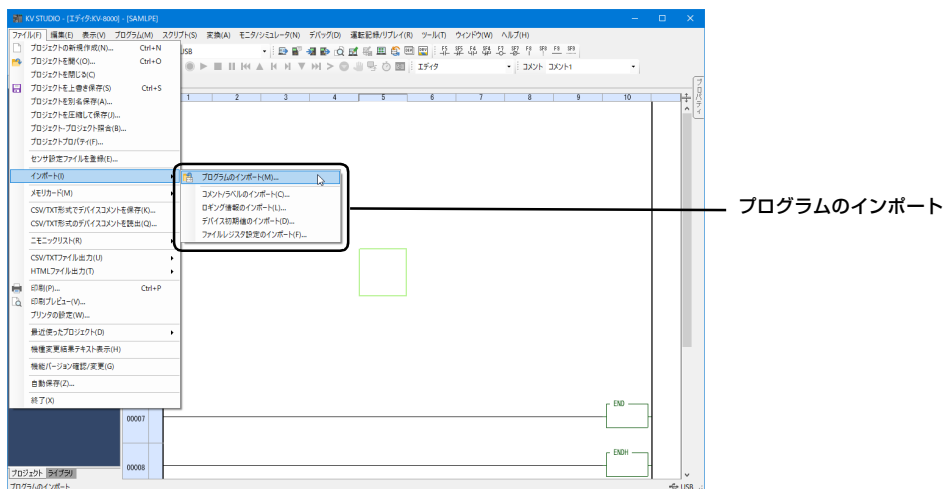 KV STUDIO - [エディタ:KV-8000] - [SAMLPE]
ファイル(F) 編集(E) 表示(V) プログラム(M) スクリプト(S) 変換(A) モニタ/シミュレータ(N) デバッグ(D) 運転記録/リプレイ(R) ツール(T) ウィンドウ(W) ヘルプ(H)
プロジェクトの新規作成(N)... Ctrl+N
プロジェクトを開く(O)... Ctrl+O
プロジェクトを閉じる(C)
プロジェクトを上書き保存(S) Ctrl+S
プロジェクトを別名保存(A)...
プロジェクトを圧縮して保存(J)...
プロジェクト-プロジェクト照合(B)...
プロジェクトプロパティ(F)...
センサ設定ファイルを登録(E)...
インポート(I)
メモリカード(M)
CSV/TXT形式でデバイスコメントを保存(K)...
CSV/TXT形式のデバイスコメントを読出(Q)...
ニモニックリスト(R)
CSV/TXTファイル出力(U)
HTMLファイル出力(T)
印刷(P)... Ctrl+P
印刷プレビュー(V)...
プリンタの設定(W)...
最近使ったプロジェクト(D)
機種変更結果テキスト表示(H)
機能バージョン確認/変更(G)
自動保存(Z)...
終了(X)
プログラムのインポート(M)...
コメント/ラベルのインポート(C)...
ロギング情報のインポート(L)...
デバイス初期値のインポート(D)...
ファイルレジスタ設定のインポート(F)...
USB
エディタ
コメント コメント1
1 2 3 4 5 6 7 8 9 10
プロパティ
プログラムのインポート
00007
END
00008
ENDH
プロジェクト ライブラリ
プログラムのインポート
USB